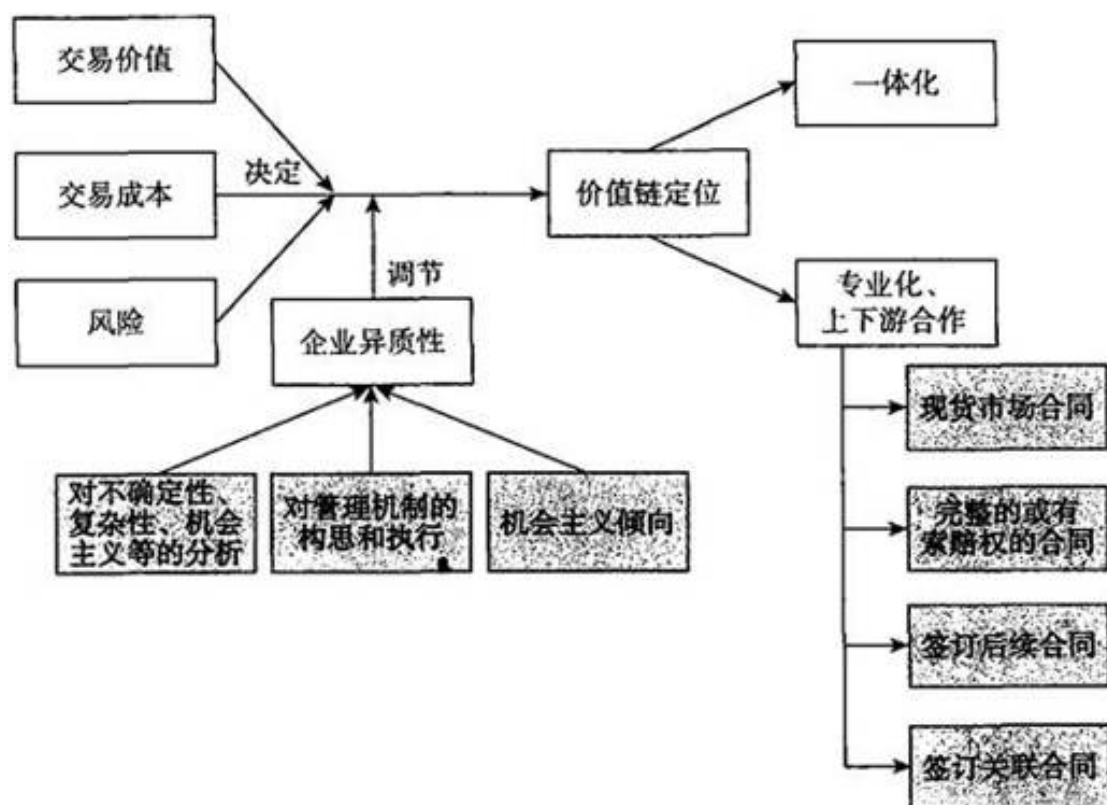 交易价值
交易成本
风险
决定
调节
企业异质性
对不确定性、
复杂性、机会
主义等的分析
对管理机制的
构思和执行
机会主义倾向
价值链定位
一体化
专业化、
上下游合作
现货市场合同
完整的或有
索赔权的合同
签订后续合同
签订关联合同